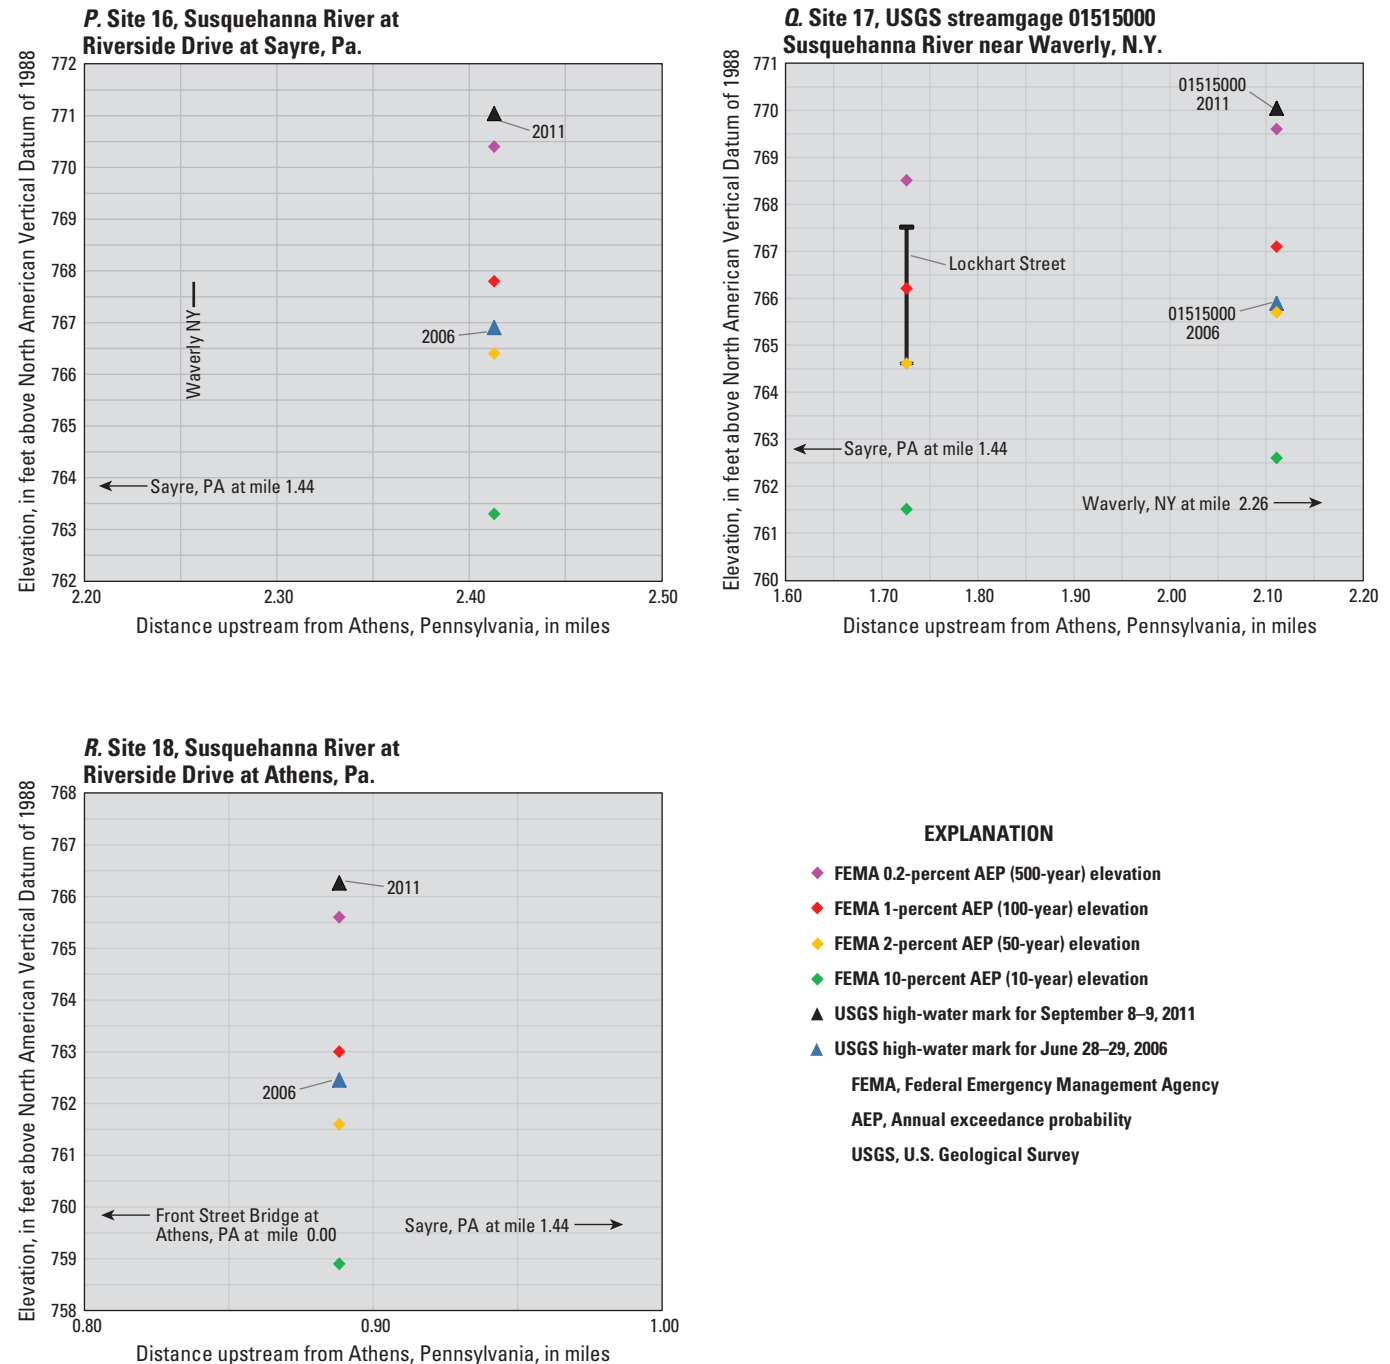 P. Site 16, Susquehanna River at
Riverside Drive at Sayre, Pa.
Elevation, in feet above North American Vertical Datum of 1988
772
771
770
769
768
767
766
765
764
763
762
2011
2006
Waverly NY
Sayre, PA at mile 1.44
2.20
2.30
2.40
2.50
Distance upstream from Athens, Pennsylvania, in miles
Q. Site 17, USGS streamgage 01515000
Susquehanna River near Waverly, N.Y.
Elevation, in feet above North American Vertical Datum of 1988
771
770
769
768
767
766
765
764
763
762
761
760
01515000
2011
Lockhart Street
01515000
2006
Sayre, PA at mile 1.44
Waverly, NY at mile 2.26
1.60
1.70
1.80
1.90
2.00
2.10
2.20
Distance upstream from Athens, Pennsylvania, in miles
R. Site 18, Susquehanna River at
Riverside Drive at Athens, Pa.
Elevation, in feet above North American Vertical Datum of 1988
768
767
766
765
764
763
762
761
760
759
758
2011
2006
Front Street Bridge at
Athens, PA at mile 0.00
Sayre, PA at mile 1.44
0.80
0.90
1.00
Distance upstream from Athens, Pennsylvania, in miles
EXPLANATION
FEMA 0.2-percent AEP (500-year) elevation
FEMA 1-percent AEP (100-year) elevation
FEMA 2-percent AEP (50-year) elevation
FEMA 10-percent AEP (10-year) elevation
USGS high-water mark for September 8–9, 2011
USGS high-water mark for June 28–29, 2006
FEMA, Federal Emergency Management Agency
AEP, Annual exceedance probability
USGS, U.S. Geological Survey